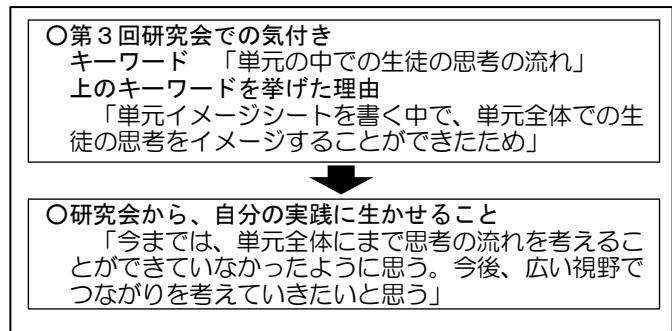 ○第3回研究会での気付き
キーワード 「単元の中での生徒の思考の流れ」
上のキーワードを挙げた理由
「単元イメージシートを書く中で、単元全体での生
徒の思考をイメージすることができたため」
○研究会から、自分の実践に生かせること
「今までは、単元全体にまで思考の流れを考えるこ
とができていなかったように思う。今後、広い視野で
つながりを考えていきたいと思う」